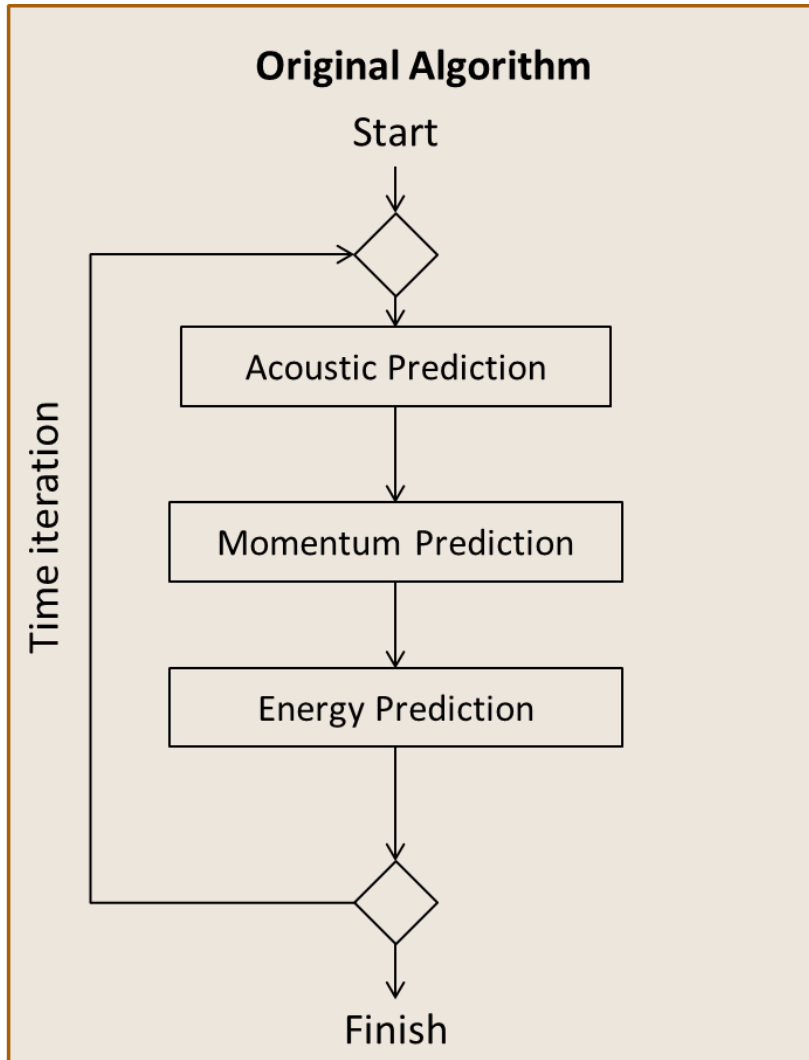 Original Algorithm
Start
Acoustic Prediction
Momentum Prediction
Time iteration
Energy Prediction
Finish